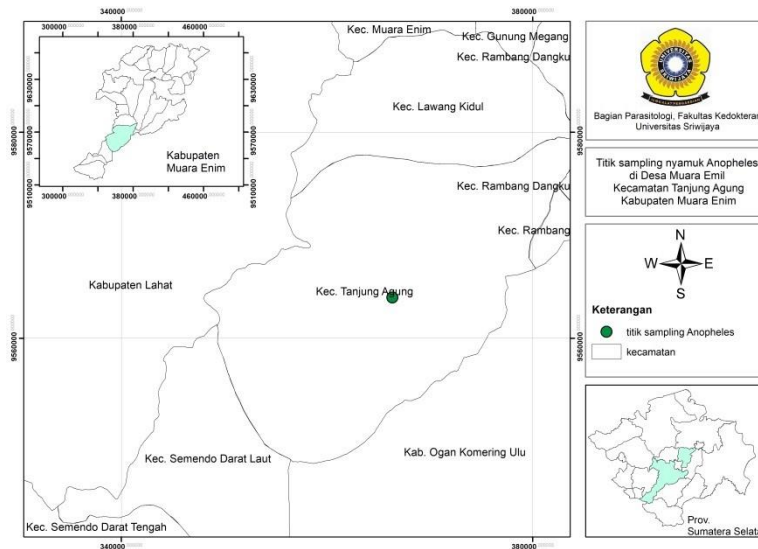 340000
380000
300000 380000 460000
9630000
9570000
9510000
9630000
9570000
9510000
Kabupaten
Muara Enim
300000 380000 460000
Kec. Muara Enim
Kec. Gunung Megang
Kec. Rambang Dangku
Kec. Lawang Kidul
9580000
9580000
Kec. Rambang Dangku
Kec. Rambang
Kabupaten Lahat
Kec. Tanjung Agung
9560000
9560000
Kec. Semendo Darat Laut
Kab. Ogan Komering Ulu
Kec. Semendo Darat Tengah
340000
380000
UNIVERSITAS
SRIWIJAYA
Bagian Parasitologi, Fakultas Kedokteran
Universitas Sriwijaya
Titik sampling nyamuk Anopheles
di Desa Muara Emil
Kecamatan Tanjung Agung
Kabupaten Muara Enim
N
W E
S
Keterangan
titik sampling Anopheles
kecamatan
Prov.
Sumatera Selata